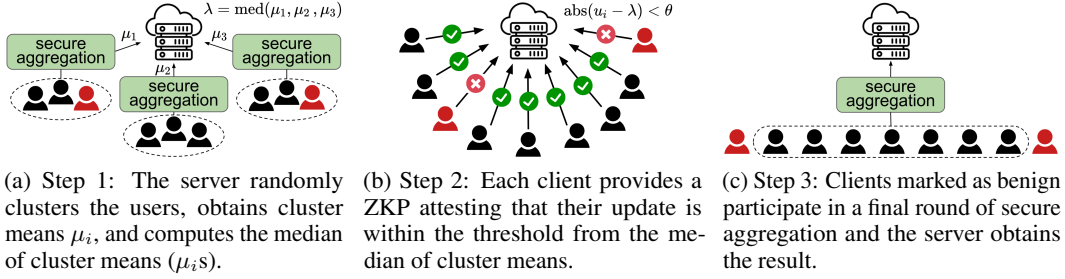 λ = med(μ₁, μ₂ , μ₃)
μ₁
μ₃
secure
aggregation
secure
aggregation
μ₂
secure
aggregation
(a) Step 1: The server randomly
clusters the users, obtains cluster
means μᵢ, and computes the median
of cluster means (μᵢs).
abs(uᵢ − λ) < θ
(b) Step 2: Each client provides a
ZKP attesting that their update is
within the threshold from the me-
dian of cluster means.
secure
aggregation
(c) Step 3: Clients marked as benign
participate in a final round of secure
aggregation and the server obtains
the result.